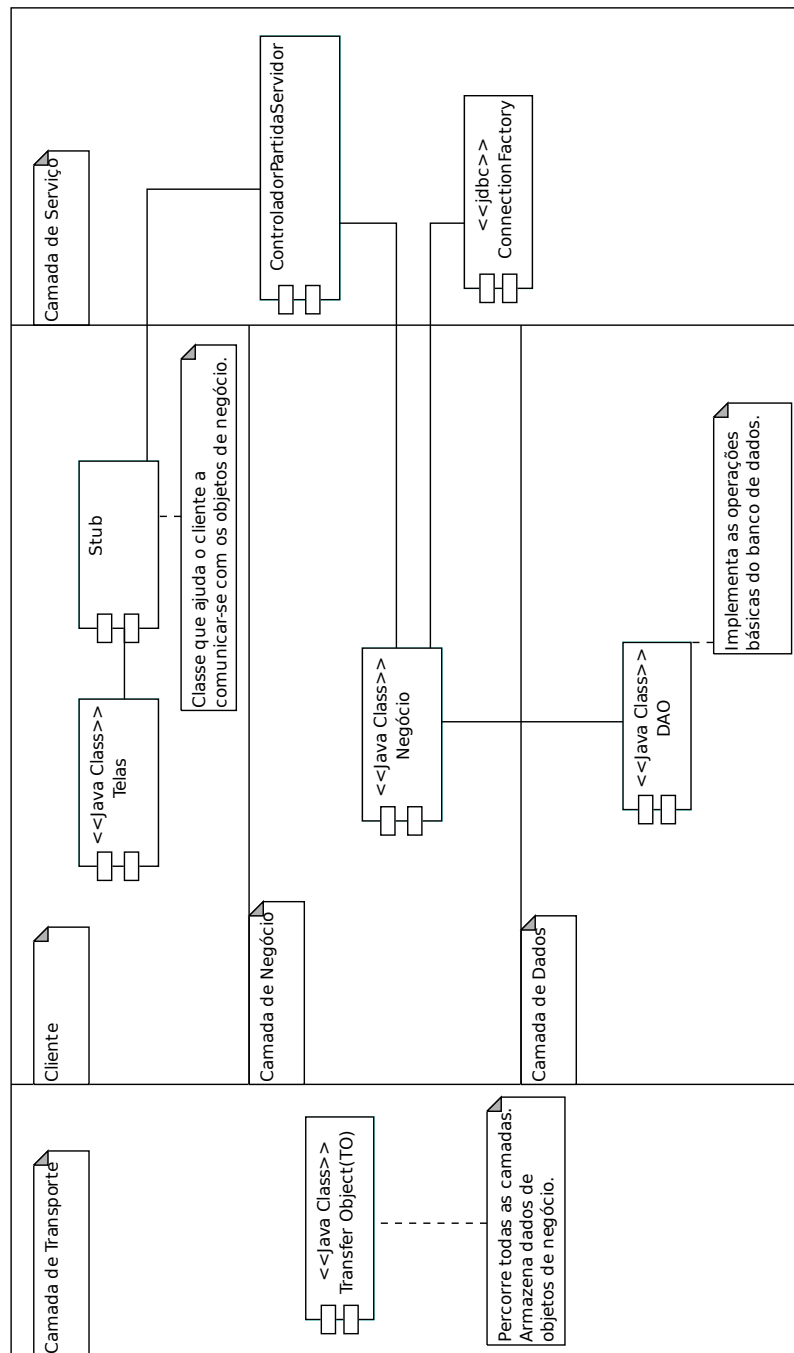 Camada de Transporte
<<Java Class>>
Transfer Object(TO)
Percorre todas as camadas.
Armazena dados de
objetos de negócio.
Cliente
<<Java Class>>
Telas
Stub
Classe que ajuda o cliente a
comunicar-se com os objetos de negócio.
Camada de Negócio
<<Java Class>>
Negócio
Camada de Dados
<<Java Class>>
DAO
Implementa as operações
básicas do banco de dados.
Camada de Serviço
ControladorPartidaServidor
<<jdbc>>
ConnectionFactory